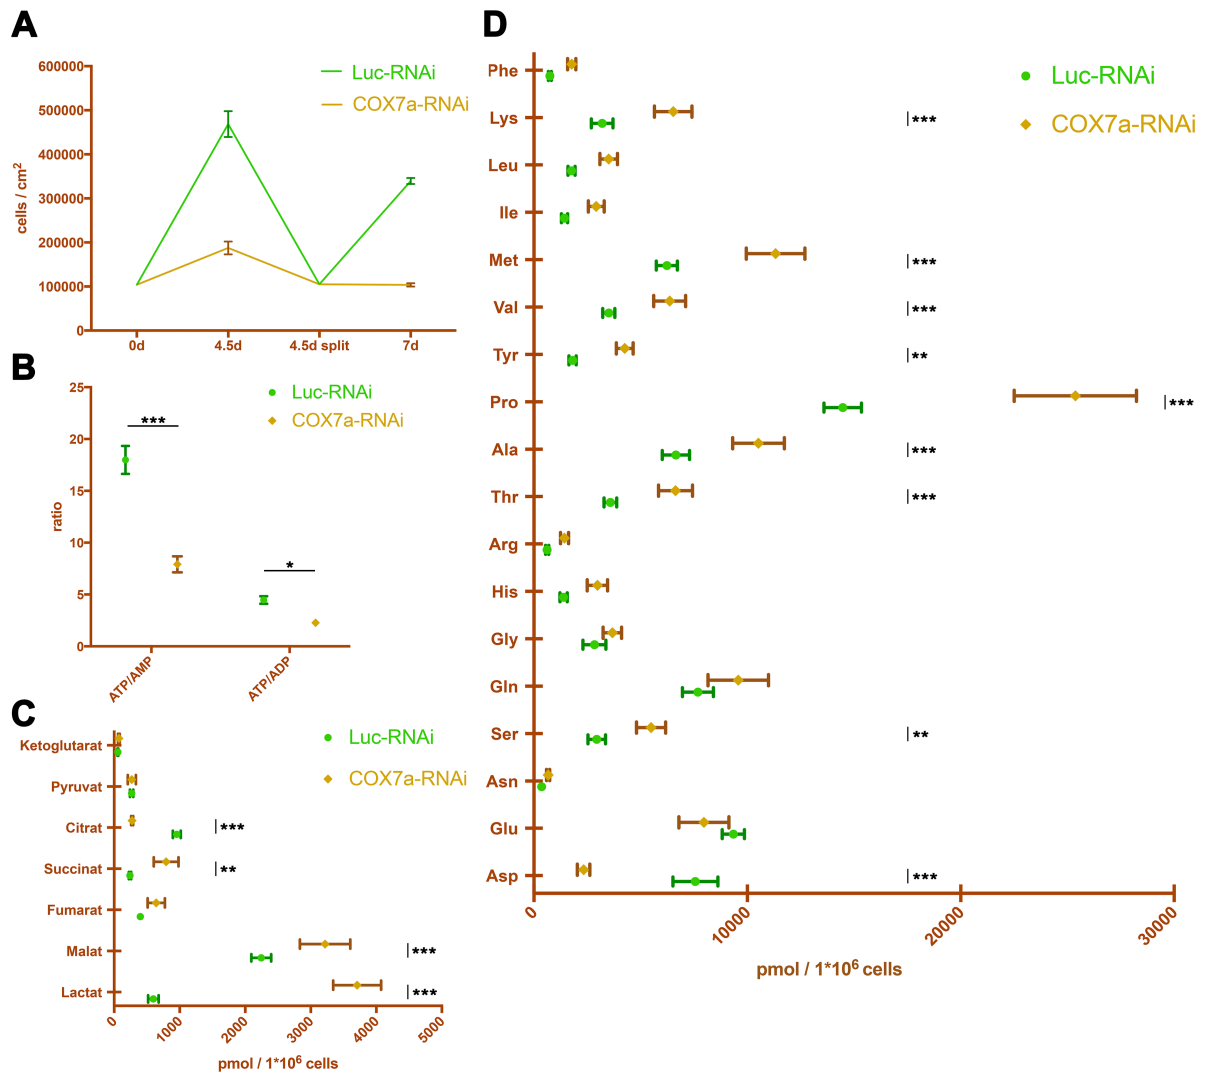 A
600000
500000
400000
300000
200000
100000
0
cells / cm2
0d
4.5d
4.5d split
7d
Luc-RNAi
COX7a-RNAi
B
25
20
15
10
5
0
ratio
***
*
ATP/AMP
ATP/ADP
Luc-RNAi
COX7a-RNAi
C
Luc-RNAi
COX7a-RNAi
Ketoglutarat
Pyruvat
Citrat ***
Succinat **
Fumarat
Malat ***
Lactat ***
0
1000
2000
3000
4000
5000
pmol / 1*106 cells
D
Luc-RNAi
COX7a-RNAi
Phe
Lys ***
Leu
Ile
Met ***
Val ***
Tyr **
Pro ***
Ala ***
Thr ***
Arg
His
Gly
Gln
Ser **
Asn
Glu
Asp ***
0
10000
20000
30000
pmol / 1*106 cells